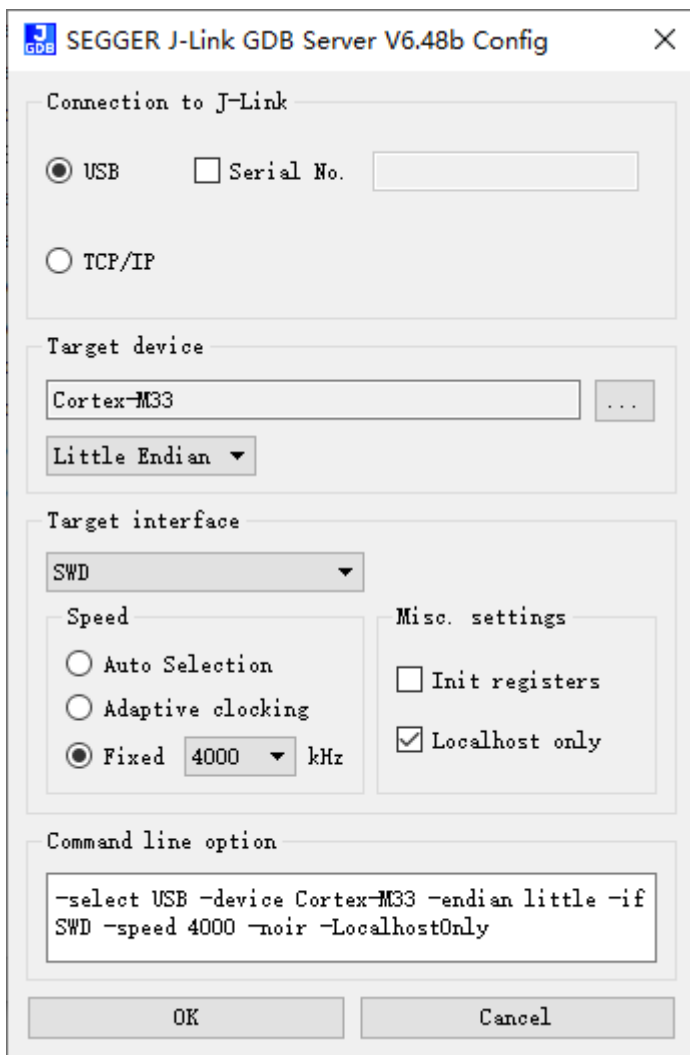 J GDB SEGGER J-Link GDB Server V6.48b Config
Connection to J-Link
USB Serial No.
TCP/IP
Target device
Cortex-M33 ...
Little Endian
Target interface
SWD
Speed Misc. settings
Auto Selection
Init registers
Adaptive clocking
Localhost only
Fixed 4000 kHz
Command line option
-select USB -device Cortex-M33 -endian little -if
SWD -speed 4000 -noir -LocalhostOnly
OK Cancel